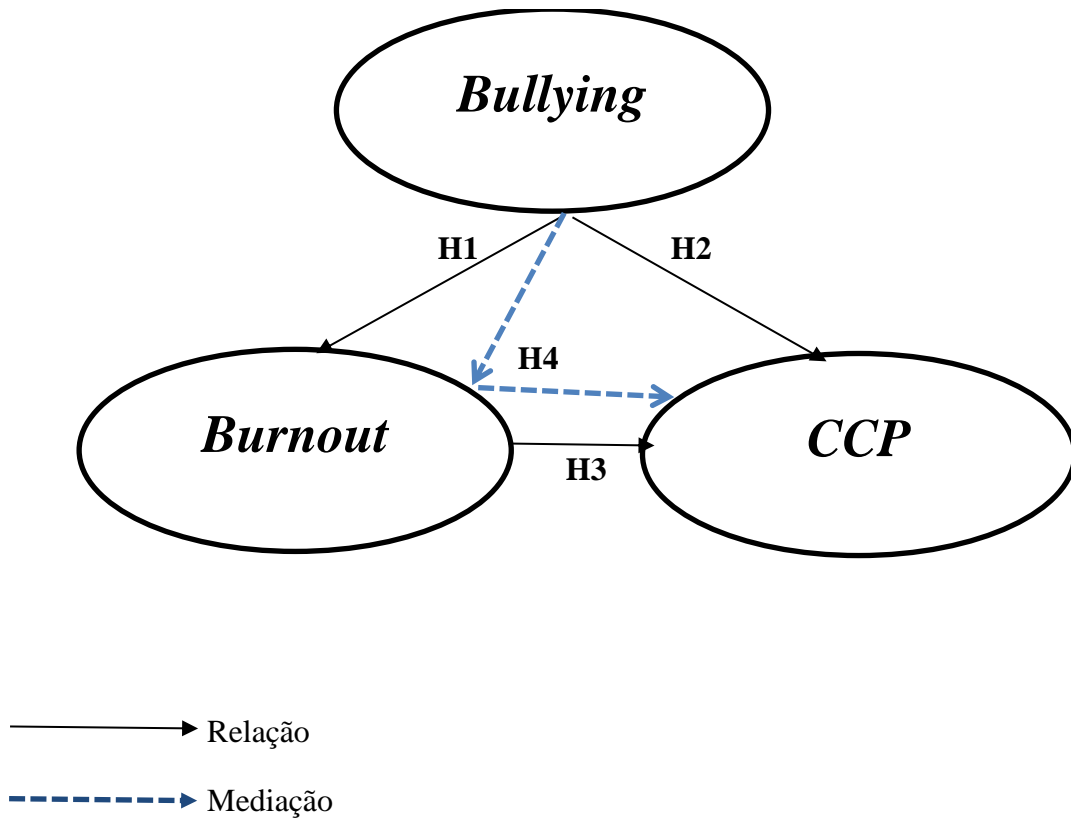 Bullying
H1
H2
H4
Burnout
CCP
H3
Relação
Mediação